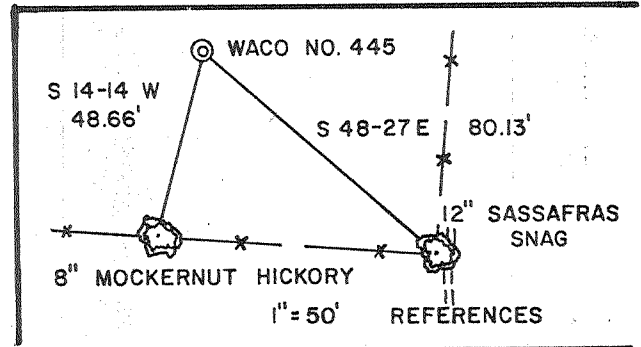 WACO NO. 445
S 14-14 W
48.66'
S 48-27 E 80.13'
12" SASSAFRAS
SNAG
8" MOCKERNUT HICKORY
1"=50' REFERENCES